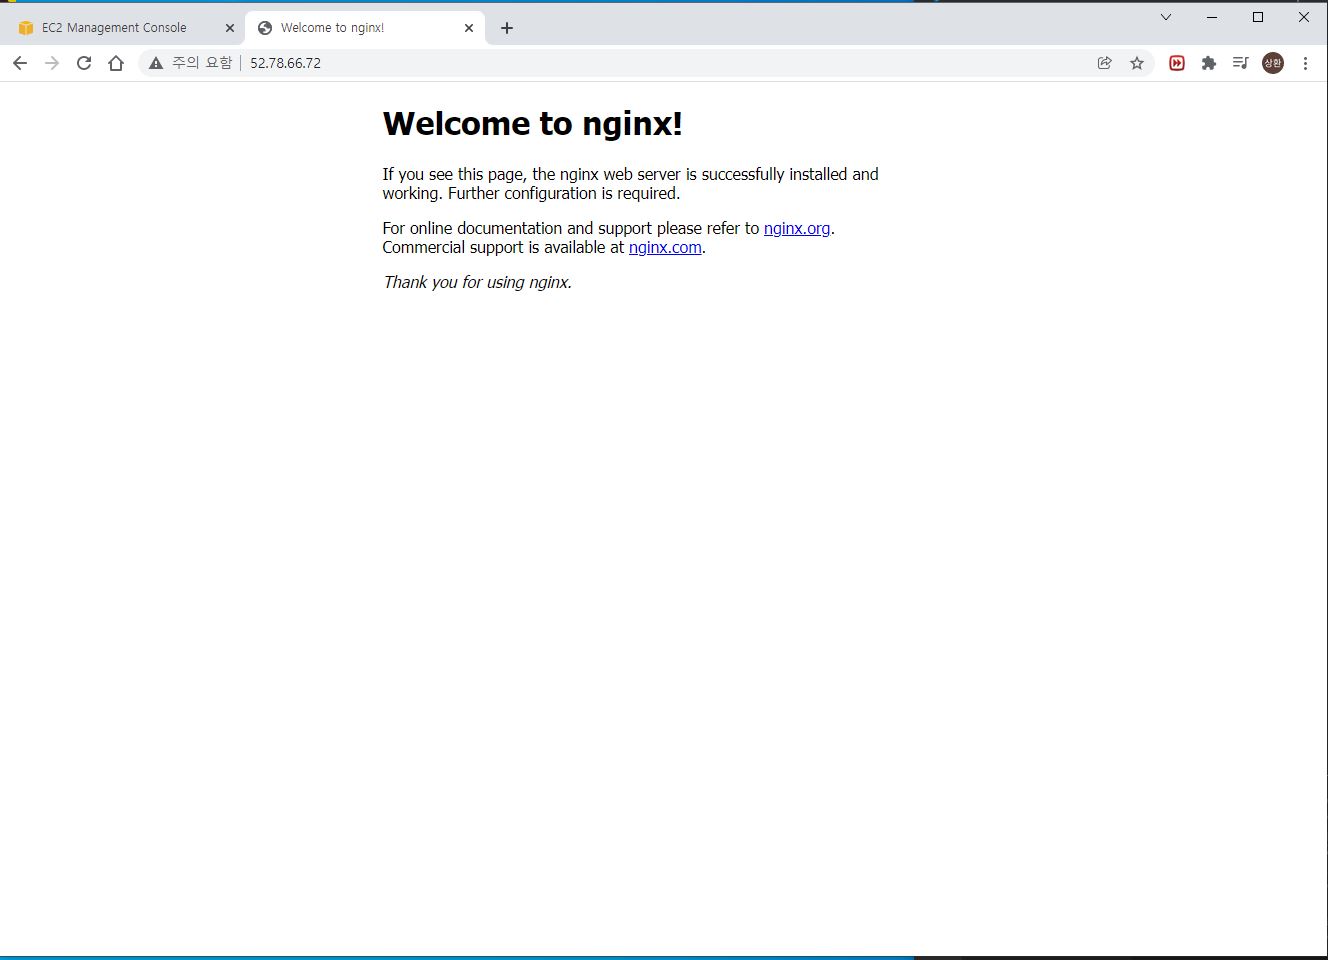 EC2 Management Console
Welcome to nginx!
주의 요함 52.78.66.72
상환
Welcome to nginx!
If you see this page, the nginx web server is successfully installed and
working. Further configuration is required.
For online documentation and support please refer to nginx.org.
Commercial support is available at nginx.com.
Thank you for using nginx.